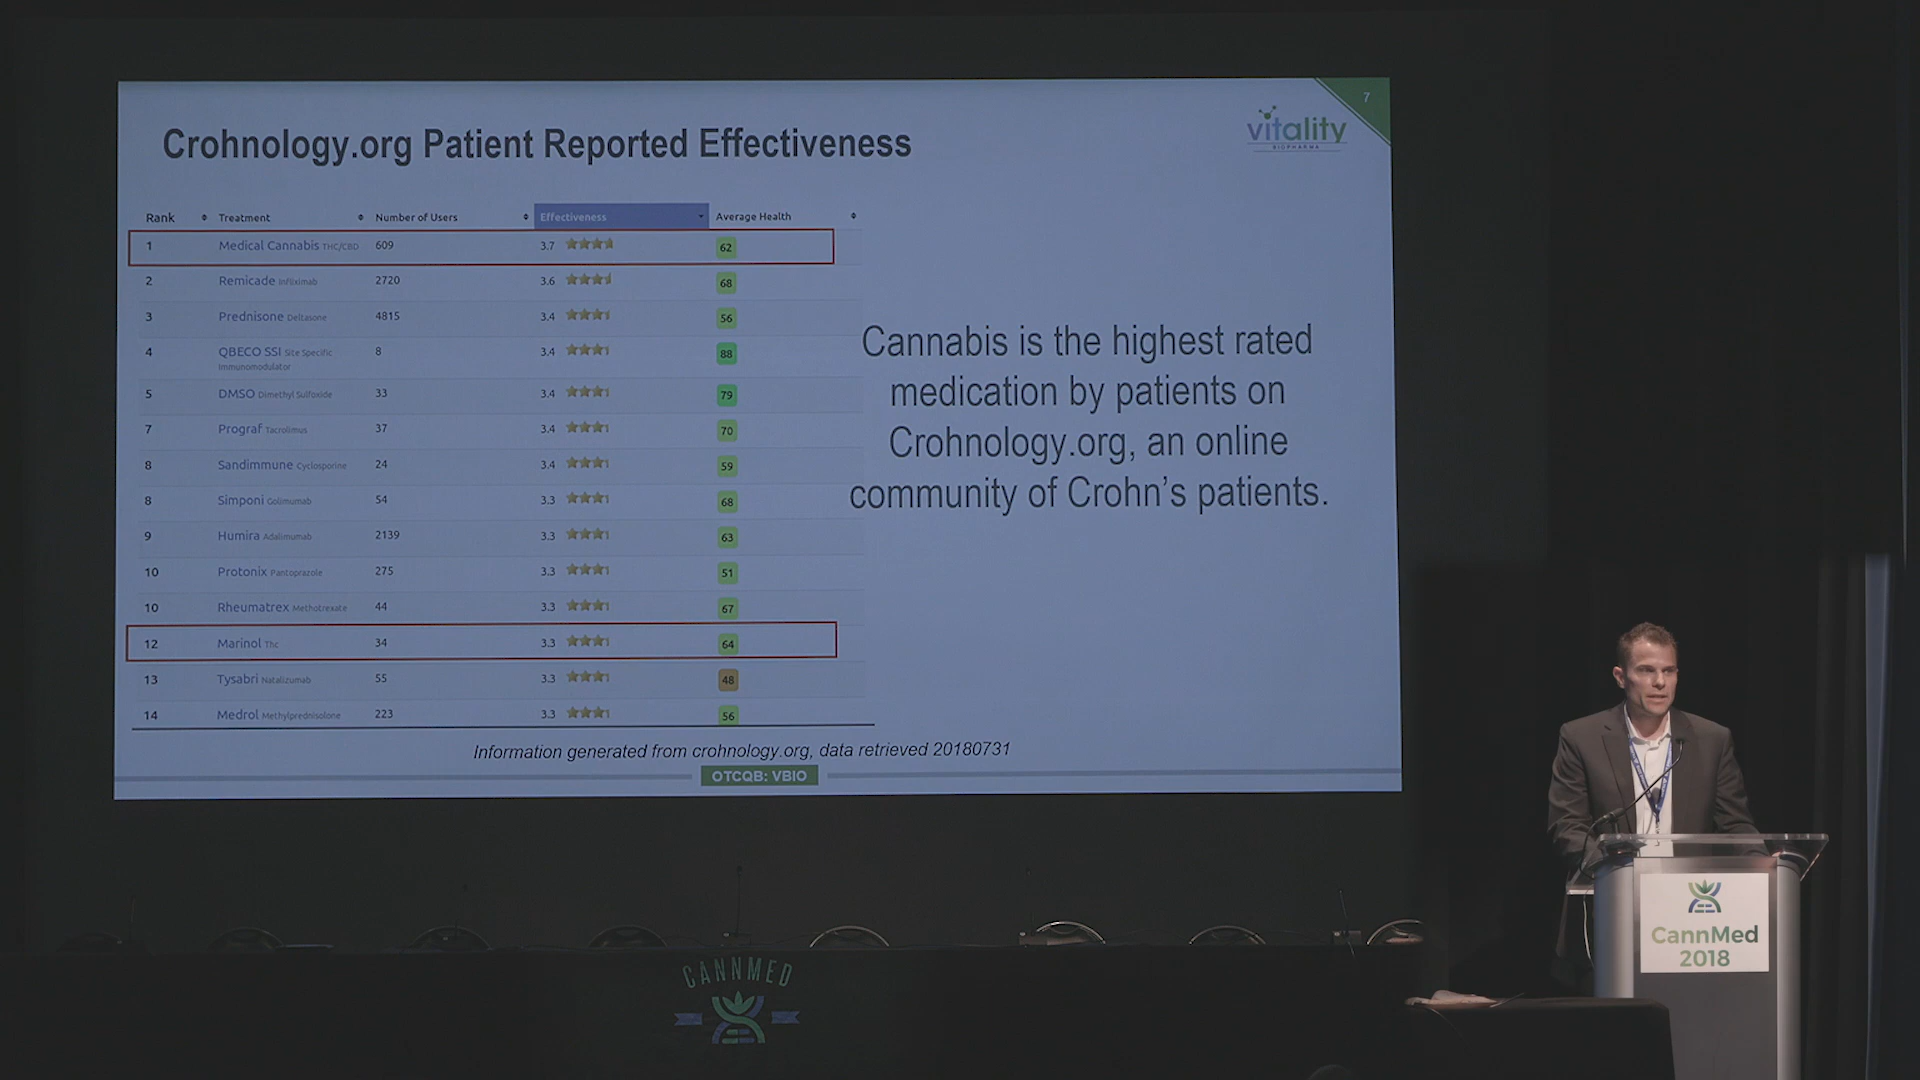 7
vitality
BIOPHARMA
Crohnology.org Patient Reported Effectiveness
Rank Treatment Number of Users Effectiveness Average Health
1 Medical Cannabis THC/CBD 609 3.7 62
2 Remicade Infliximab 2720 3.6 68
3 Prednisone Deltasone 4815 3.4 56
4 QBECO SSI Site Specific 8 3.4 88
Immunomodulator
5 DMSO Dimethyl Sulfoxide 33 3.4 79
7 Prograf Tacrolimus 37 3.4 70
8 Sandimmune Cyclosporine 24 3.4 59
8 Simponi Golimumab 54 3.3 68
9 Humira Adalimumab 2139 3.3 63
10 Protonix Pantoprazole 275 3.3 51
10 Rheumatrex Methotrexate 44 3.3 67
12 Marinol Thc 34 3.3 64
13 Tysabri Natalizumab 55 3.3 48
14 Medrol Methylprednisolone 223 3.3 56
Cannabis is the highest rated
medication by patients on
Crohnology.org, an online
community of Crohn's patients.
Information generated from crohnology.org, data retrieved 20180731
OTCQB: VBIO
CannMed
2018
CANNMED